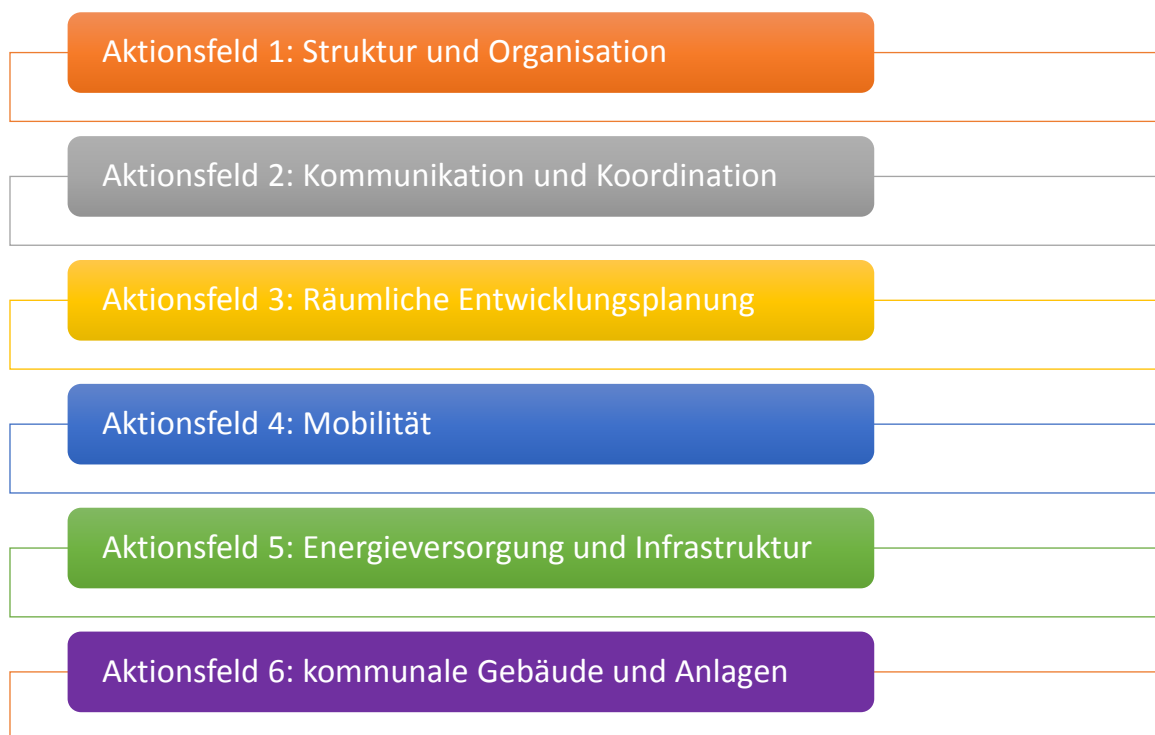 Aktionsfeld 1: Struktur und Organisation
Aktionsfeld 2: Kommunikation und Koordination
Aktionsfeld 3: Räumliche Entwicklungsplanung
Aktionsfeld 4: Mobilität
Aktionsfeld 5: Energieversorgung und Infrastruktur
Aktionsfeld 6: kommunale Gebäude und Anlagen